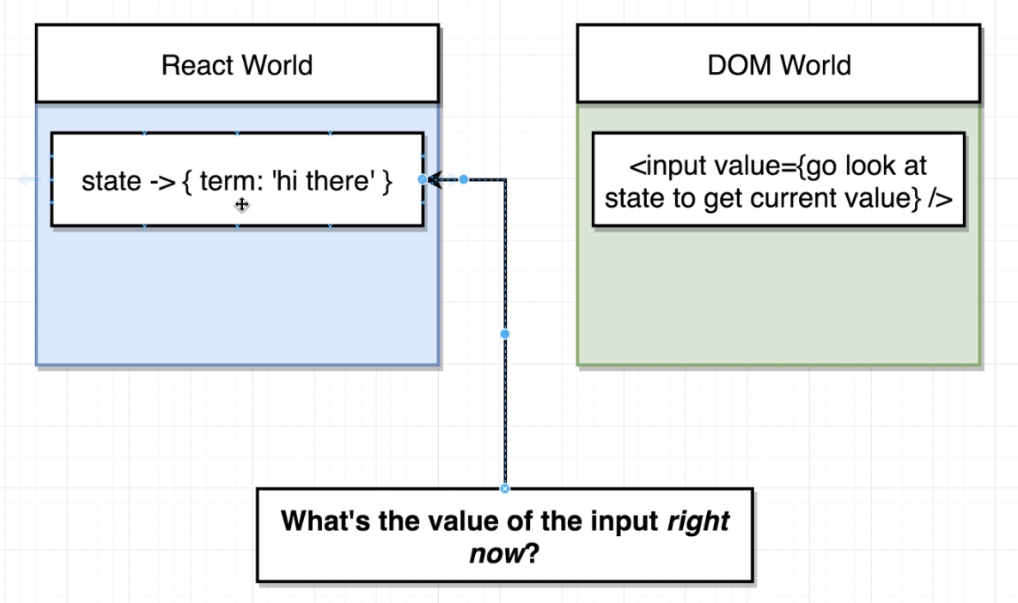 React World
state -> { term: 'hi there' }
DOM World
<input value={go look at
state to get current value} />
What's the value of the input right
now?